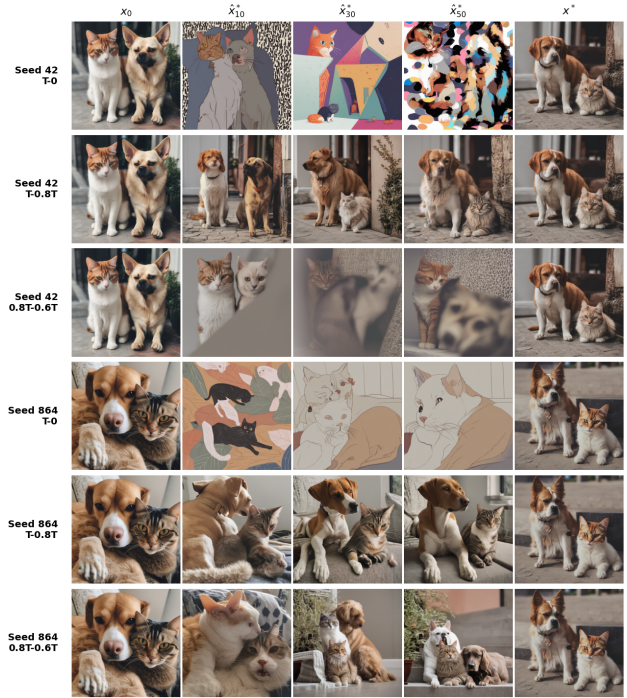 x₀ x̂*₁₀ x̂*₃₀ x̂*₅₀ x*
Seed 42
T-0
Seed 42
T-0.8T
Seed 42
0.8T-0.6T
Seed 864
T-0
Seed 864
T-0.8T
Seed 864
0.8T-0.6T